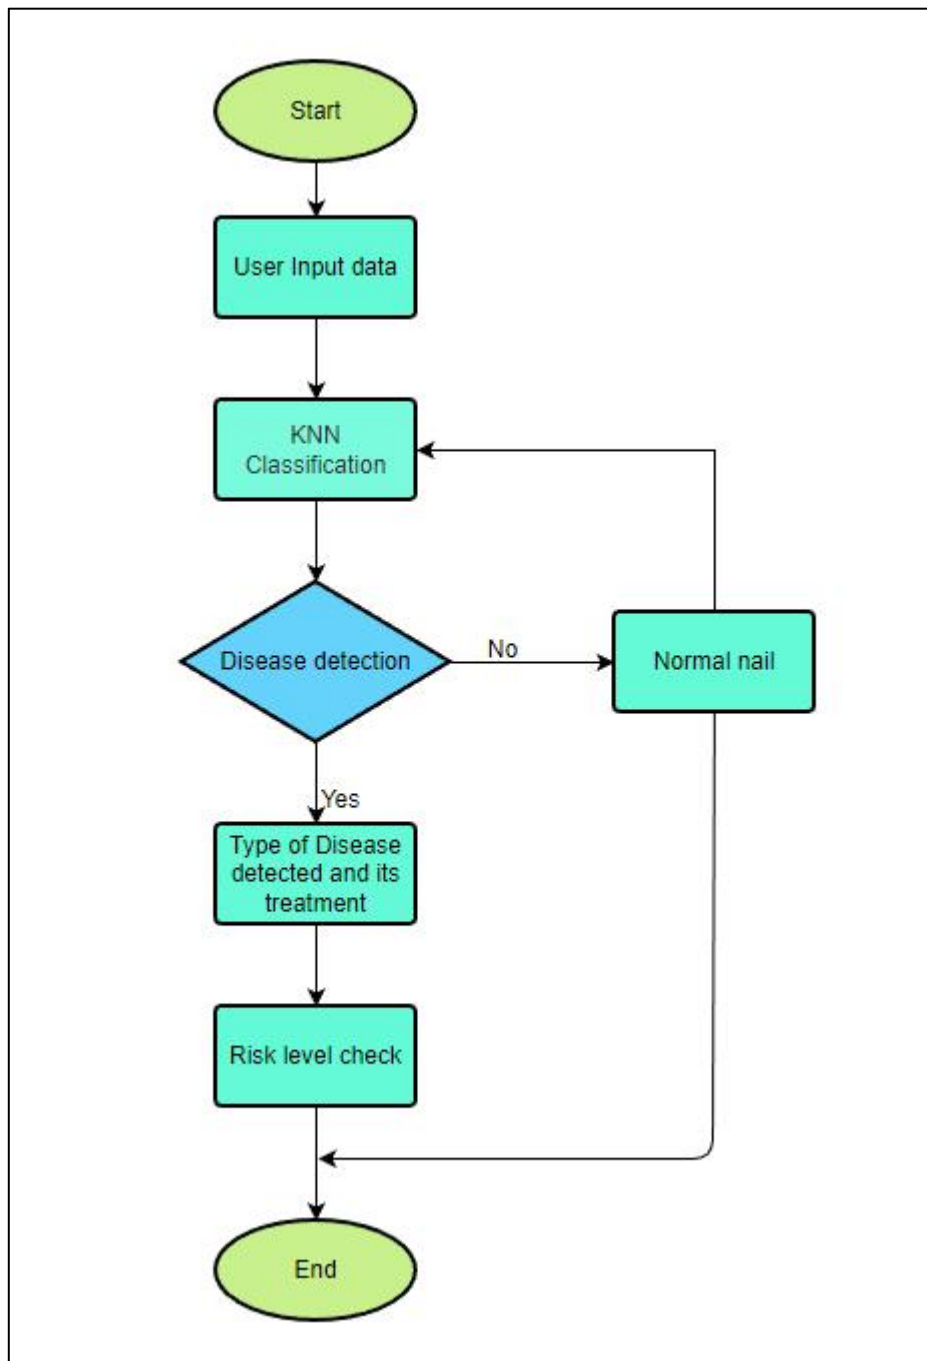 Start
User Input data
KNN
Classification
Disease detection
No
Normal nail
Yes
Type of Disease
detected and its
treatment
Risk level check
End